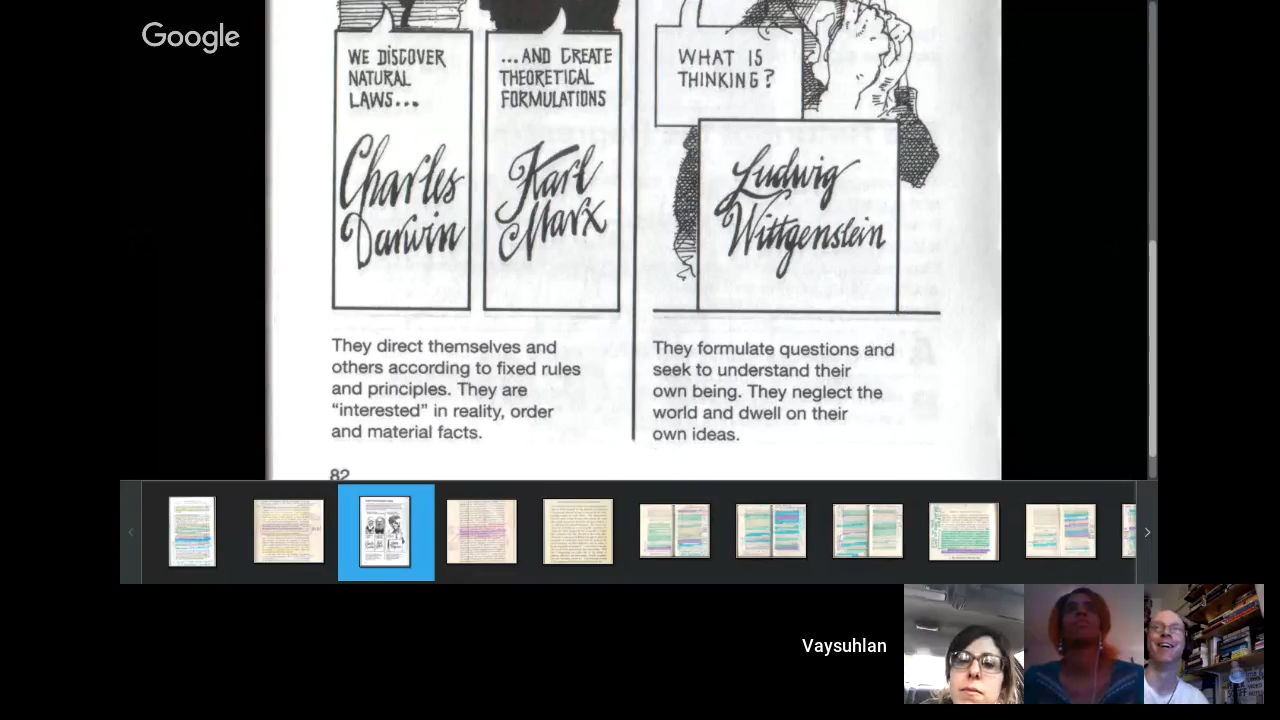 Google
WE DISCOVER
NATURAL
LAWS...
Charles
Darwin
...AND CREATE
THEORETICAL
FORMULATIONS
Karl
Marx
WHAT IS
THINKING?
Ludwig
Wittgenstein
They direct themselves and
others according to fixed rules
and principles. They are
“interested” in reality, order
and material facts.
They formulate questions and
seek to understand their
own being. They neglect the
world and dwell on their
own ideas.
82
Vaysuhlan